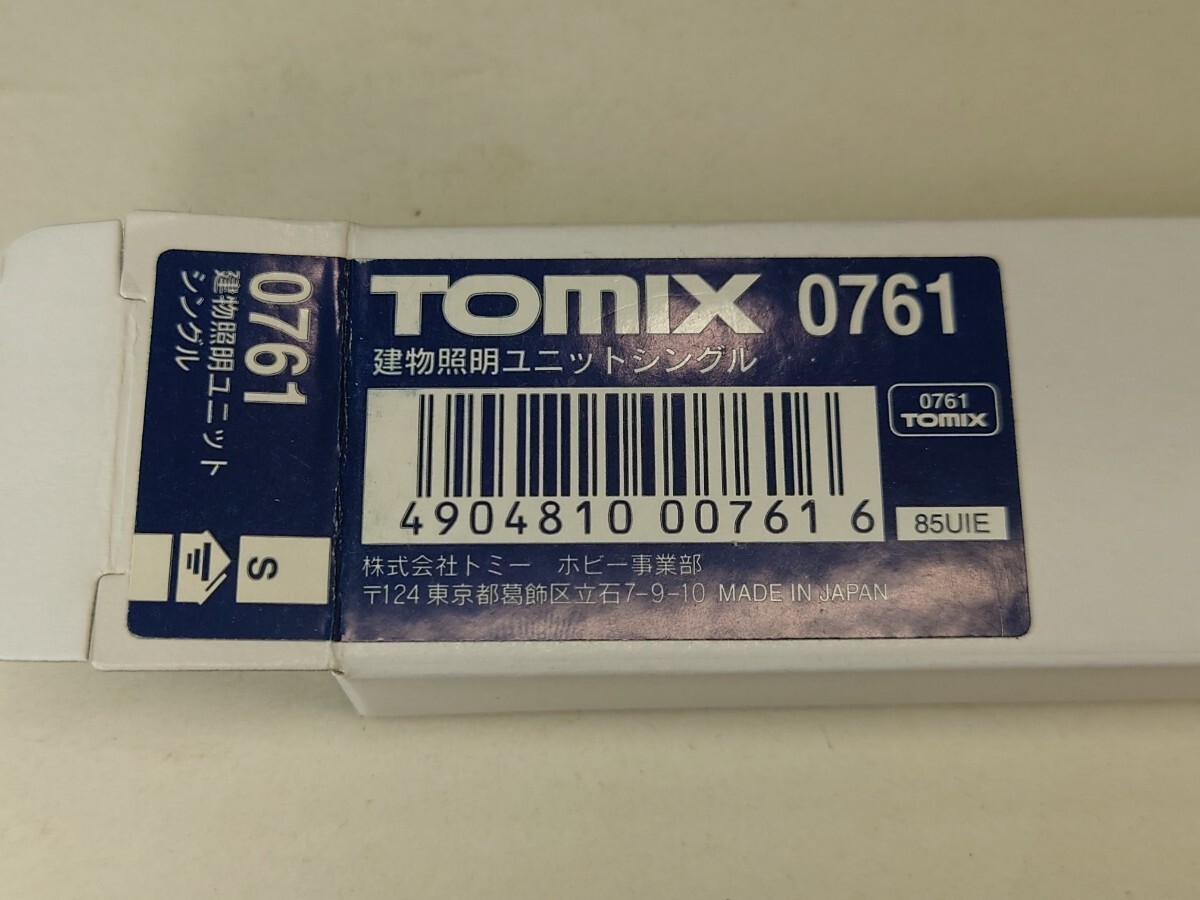 0761
建物照明ユニット
シングル
S
TOMIX 0761
建物照明ユニットシングル
4904810 007616
0761
TOMIX
85UIE
株式会社トミー ホビー事業部
〒124 東京都葛飾区立石7-9-10 MADE IN JAPAN